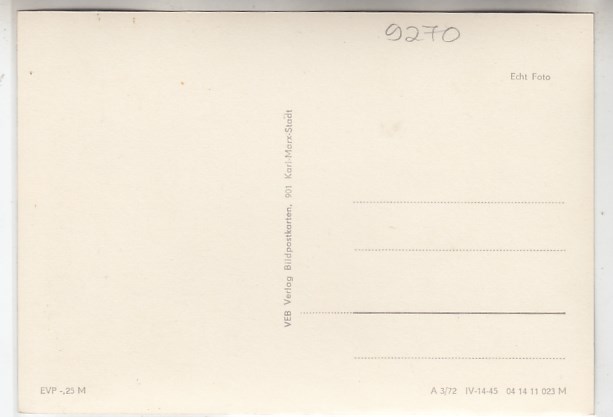 9270
Echt Foto
VEB Verlag Bildpostkarten, 901 Karl-Marx-Stadt
EVP -,25 M
A 3/72 IV-14-45 04 14 11 023 M